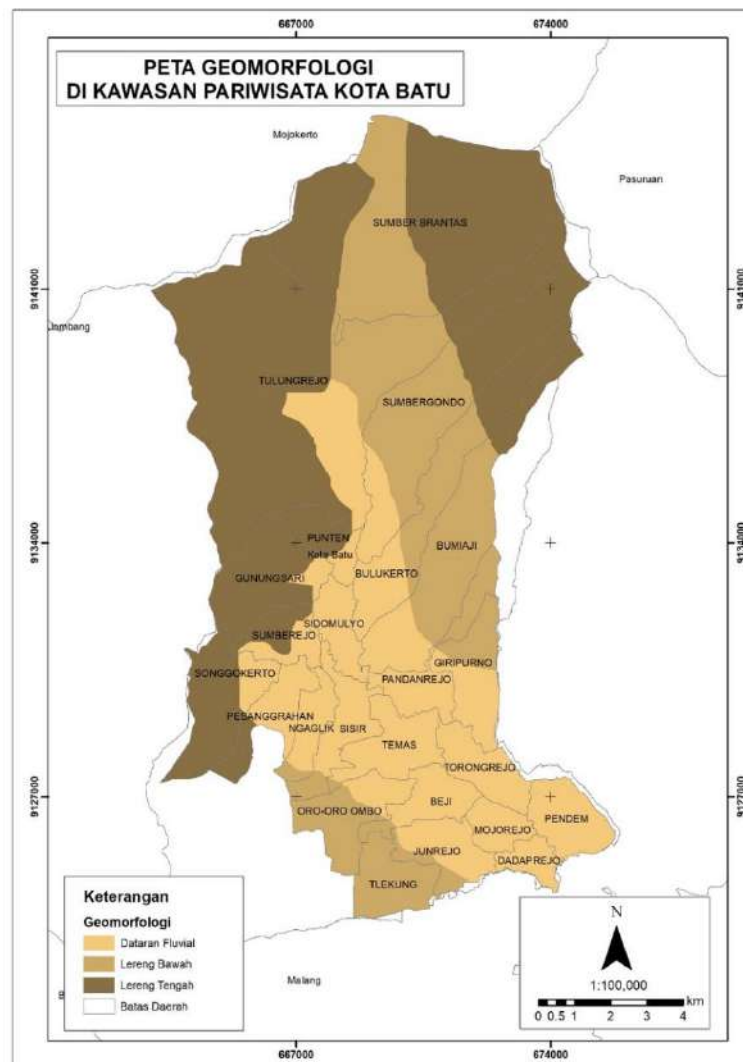 667000
674000
PETA GEOMORFOLOGI
DI KAWASAN PARIWISATA KOTA BATU
Mojokerto
Pasuruan
SUMBER BRANTAS
9141000
9141000
Jombang
TULUNGREJO
SUMBERGONDO
9134000
9134000
PUNTEN
Kota Batu
BUMIAJI
BULUKERTO
GUNUNGSARI
SIDOMULYO
SUMBEREJO
GIRIPURNO
SONGGOKERTO
PANDANREJO
PESANGGRAHAN
NGAGLIK
SISIR
TEMAS
TORONGREJO
9127000
9127000
ORO-ORO OMBO
BEJI
PENDEM
MOJOREJO
JUNREJO
DADAPREJO
TLEKUNG
Keterangan
Geomorfologi
Dataran Fluvial
Lereng Bawah
Lereng Tengah
Batas Daerah
Malang
N
1:100,000
km
0 0.5 1 2 3 4
667000
674000